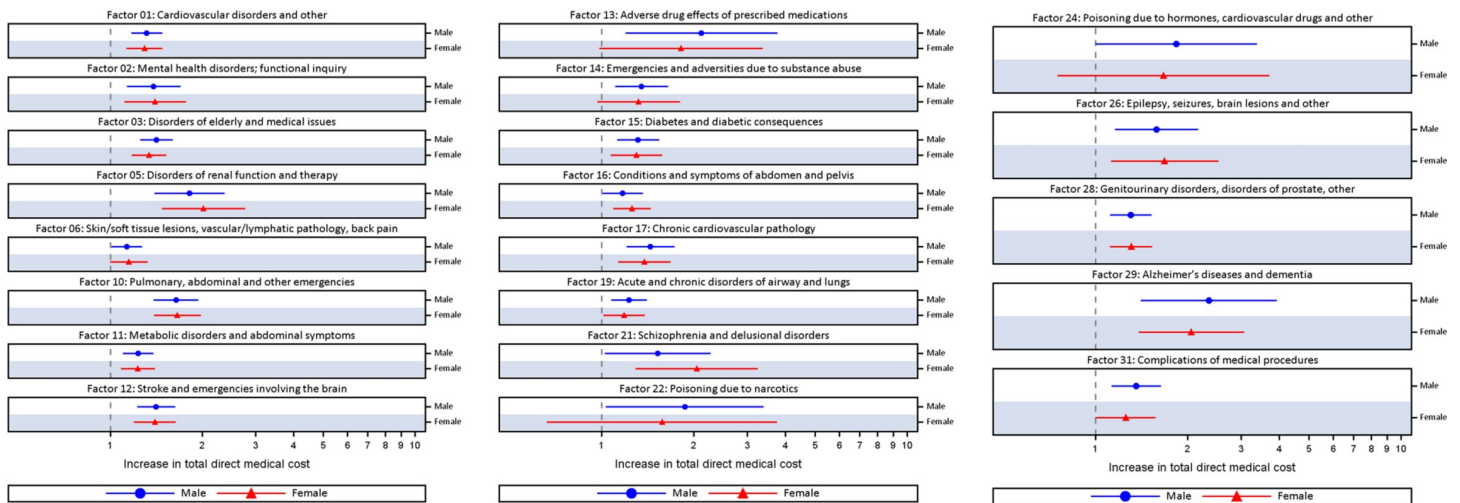 Factor 01: Cardiovascular disorders and other
Male
Female
Factor 02: Mental health disorders; functional inquiry
Male
Female
Factor 03: Disorders of elderly and medical issues
Male
Female
Factor 05: Disorders of renal function and therapy
Male
Female
Factor 06: Skin/soft tissue lesions, vascular/lymphatic pathology, back pain
Male
Female
Factor 10: Pulmonary, abdominal and other emergencies
Male
Female
Factor 11: Metabolic disorders and abdominal symptoms
Male
Female
Factor 12: Stroke and emergencies involving the brain
Male
Female
1 2 3 4 5 6 7 8 9 10
Increase in total direct medical cost
Male Female
Factor 13: Adverse drug effects of prescribed medications
Male
Female
Factor 14: Emergencies and adversities due to substance abuse
Male
Female
Factor 15: Diabetes and diabetic consequences
Male
Female
Factor 16: Conditions and symptoms of abdomen and pelvis
Male
Female
Factor 17: Chronic cardiovascular pathology
Male
Female
Factor 19: Acute and chronic disorders of airway and lungs
Male
Female
Factor 21: Schizophrenia and delusional disorders
Male
Female
Factor 22: Poisoning due to narcotics
Male
Female
1 2 3 4 5 6 7 8 9 10
Increase in total direct medical cost
Male Female
Factor 24: Poisoning due to hormones, cardiovascular drugs and other
Male
Female
Factor 26: Epilepsy, seizures, brain lesions and other
Male
Female
Factor 28: Genitourinary disorders, disorders of prostate, other
Male
Female
Factor 29: Alzheimer's diseases and dementia
Male
Female
Factor 31: Complications of medical procedures
Male
Female
1 2 3 4 5 6 7 8 9 10
Increase in total direct medical cost
Male Female